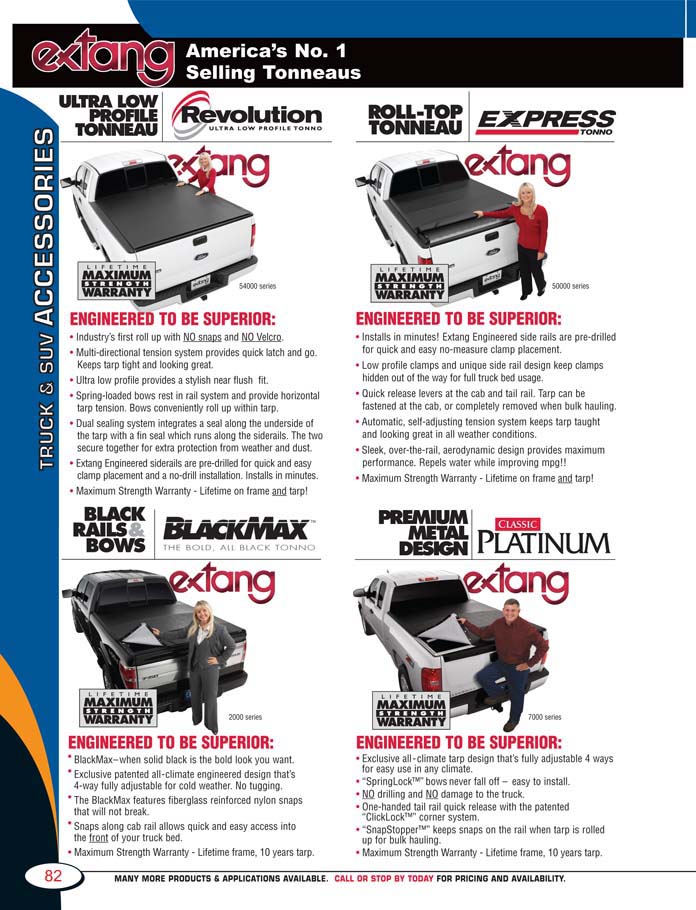 extang
America's No. 1
Selling Tonneaus
TRUCK & SUV ACCESSORIES
ULTRA LOW
PROFILE
TONNEAU
Revolution
ULTRA LOW PROFILE TONNO
extang
LIFETIME
MAXIMUM
STRENGTH
WARRANTY
54000 series
ENGINEERED TO BE SUPERIOR:
• Industry's first roll up with NO snaps and NO Velcro.
• Multi-directional tension system provides quick latch and go.
Keeps tarp tight and looking great.
• Ultra low profile provides a stylish near flush fit.
• Spring-loaded bows rest in rail system and provide horizontal
tarp tension. Bows conveniently roll up within tarp.
• Dual sealing system integrates a seal along the underside of
the tarp with a fin seal which runs along the siderails. The two
secure together for extra protection from weather and dust.
• Extang Engineered siderails are pre-drilled for quick and easy
clamp placement and a no-drill installation. Installs in minutes.
• Maximum Strength Warranty - Lifetime on frame and tarp!
ROLL-TOP
TONNEAU
EXPRESS
TONNO
extang
LIFETIME
MAXIMUM
STRENGTH
WARRANTY
50000 series
ENGINEERED TO BE SUPERIOR:
• Installs in minutes! Extang Engineered side rails are pre-drilled
for quick and easy no-measure clamp placement.
• Low profile clamps and unique side rail design keep clamps
hidden out of the way for full truck bed usage.
• Quick release levers at the cab and tail rail. Tarp can be
fastened at the cab, or completely removed when bulk hauling.
• Automatic, self-adjusting tension system keeps tarp taught
and looking great in all weather conditions.
• Sleek, over-the-rail, aerodynamic design provides maximum
performance. Repels water while improving mpg!!
• Maximum Strength Warranty - Lifetime on frame and tarp!
BLACK
RAILS &
BOWS
BLACKMAX™
THE BOLD, ALL BLACK TONNO
extang
LIFETIME
MAXIMUM
STRENGTH
WARRANTY
2000 series
ENGINEERED TO BE SUPERIOR:
• BlackMax–when solid black is the bold look you want.
• Exclusive patented all-climate engineered design that's
4-way fully adjustable for cold weather. No tugging.
• The BlackMax features fiberglass reinforced nylon snaps
that will not break.
• Snaps along cab rail allows quick and easy access into
the front of your truck bed.
• Maximum Strength Warranty - Lifetime frame, 10 years tarp.
PREMIUM
METAL
DESIGN
CLASSIC
PLATINUM
extang
LIFETIME
MAXIMUM
STRENGTH
WARRANTY
7000 series
ENGINEERED TO BE SUPERIOR:
• Exclusive all-climate tarp design that's fully adjustable 4 ways
for easy use in any climate.
• “SpringLock™” bows never fall off – easy to install.
• NO drilling and NO damage to the truck.
• One-handed tail rail quick release with the patented
“ClickLock™” corner system.
• “SnapStopper™” keeps snaps on the rail when tarp is rolled
up for bulk hauling.
• Maximum Strength Warranty - Lifetime frame, 10 years tarp.
82
MANY MORE PRODUCTS & APPLICATIONS AVAILABLE. CALL OR STOP BY TODAY FOR PRICING AND AVAILABILITY.